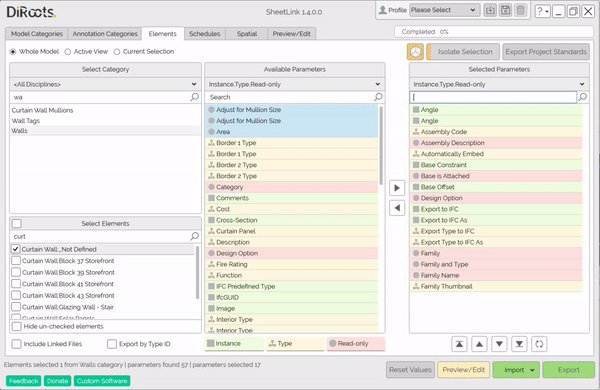 DiRoots.
SheetLink 1.4.0.0
Profile
Please Select
?
Model Categories
Annotation Categories
Elements
Schedules
Spatial
Preview/Edit
Completed 0%
Whole Model
Active View
Current Selection
Isolate Selection
Export Project Standards
Select Category
<All Disciplines>
wa
Curtain Wall Mullions
Wall Tags
Walls
Select Elements
curt
Curtain Wall:_Not Defined
Curtain Wall:Block 37 Storefront
Curtain Wall:Block 39 Storefront
Curtain Wall:Block 41 Storefront
Curtain Wall:Block 43 Storefront
Curtain Wall:Glazing Wall - Stair
Curtain Wall:Solar Panels
Hide un-checked elements
Include Linked Files
Export by Type ID
Available Parameters
Instance,Type,Read-only
Search
Adjust for Mullion Size
Adjust for Mullion Size
Area
Border 1 Type
Border 1 Type
Border 2 Type
Border 2 Type
Category
Comments
Cost
Cross-Section
Curtain Panel
Description
Design Option
Fire Rating
Function
IFC Predefined Type
IfcGUID
Image
Interior Type
Interior Type
Instance
Type
Read-only
Selected Parameters
Instance,Type,Read-only
Angle
Angle
Assembly Code
Assembly Description
Automatically Embed
Base Constraint
Base is Attached
Base Offset
Design Option
Export to IFC
Export to IFC As
Export Type to IFC
Export Type to IFC As
Family
Family and Type
Family Name
Family Thumbnail
Elements selected 1 from Walls category | parameters found 57 | parameters selected 17
Feedback
Donate
Custom Software
Reset Values
Preview/Edit
Import
Export